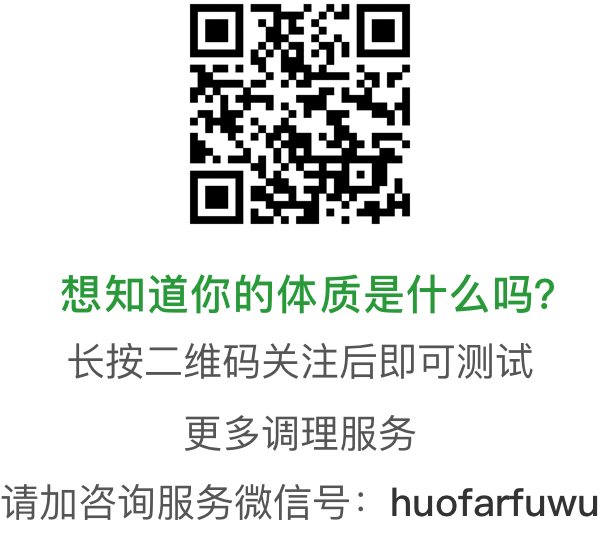 想知道你的体质是什么吗?
长按二维码关注后即可测试
更多调理服务
请加咨询服务微信号：huofarfuwu